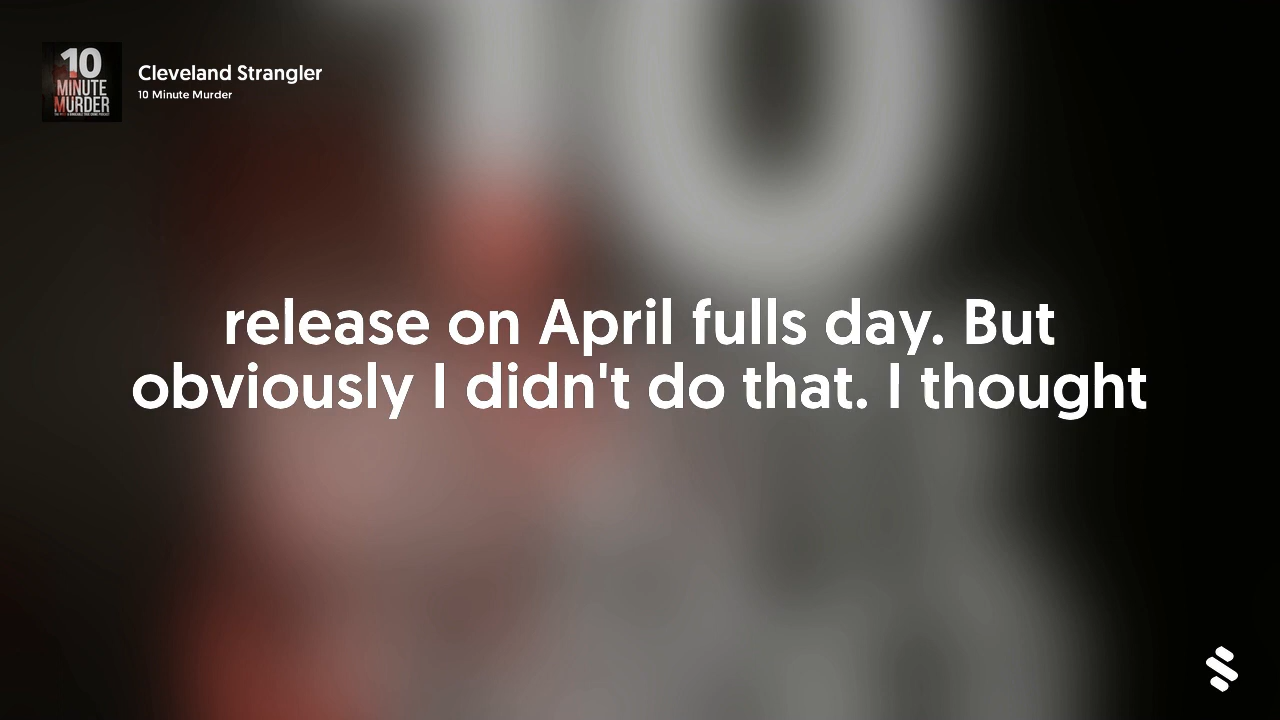 10
MINUTE
MURDER
Cleveland Strangler
10 Minute Murder
release on April fulls day. But
obviously I didn't do that. I thought